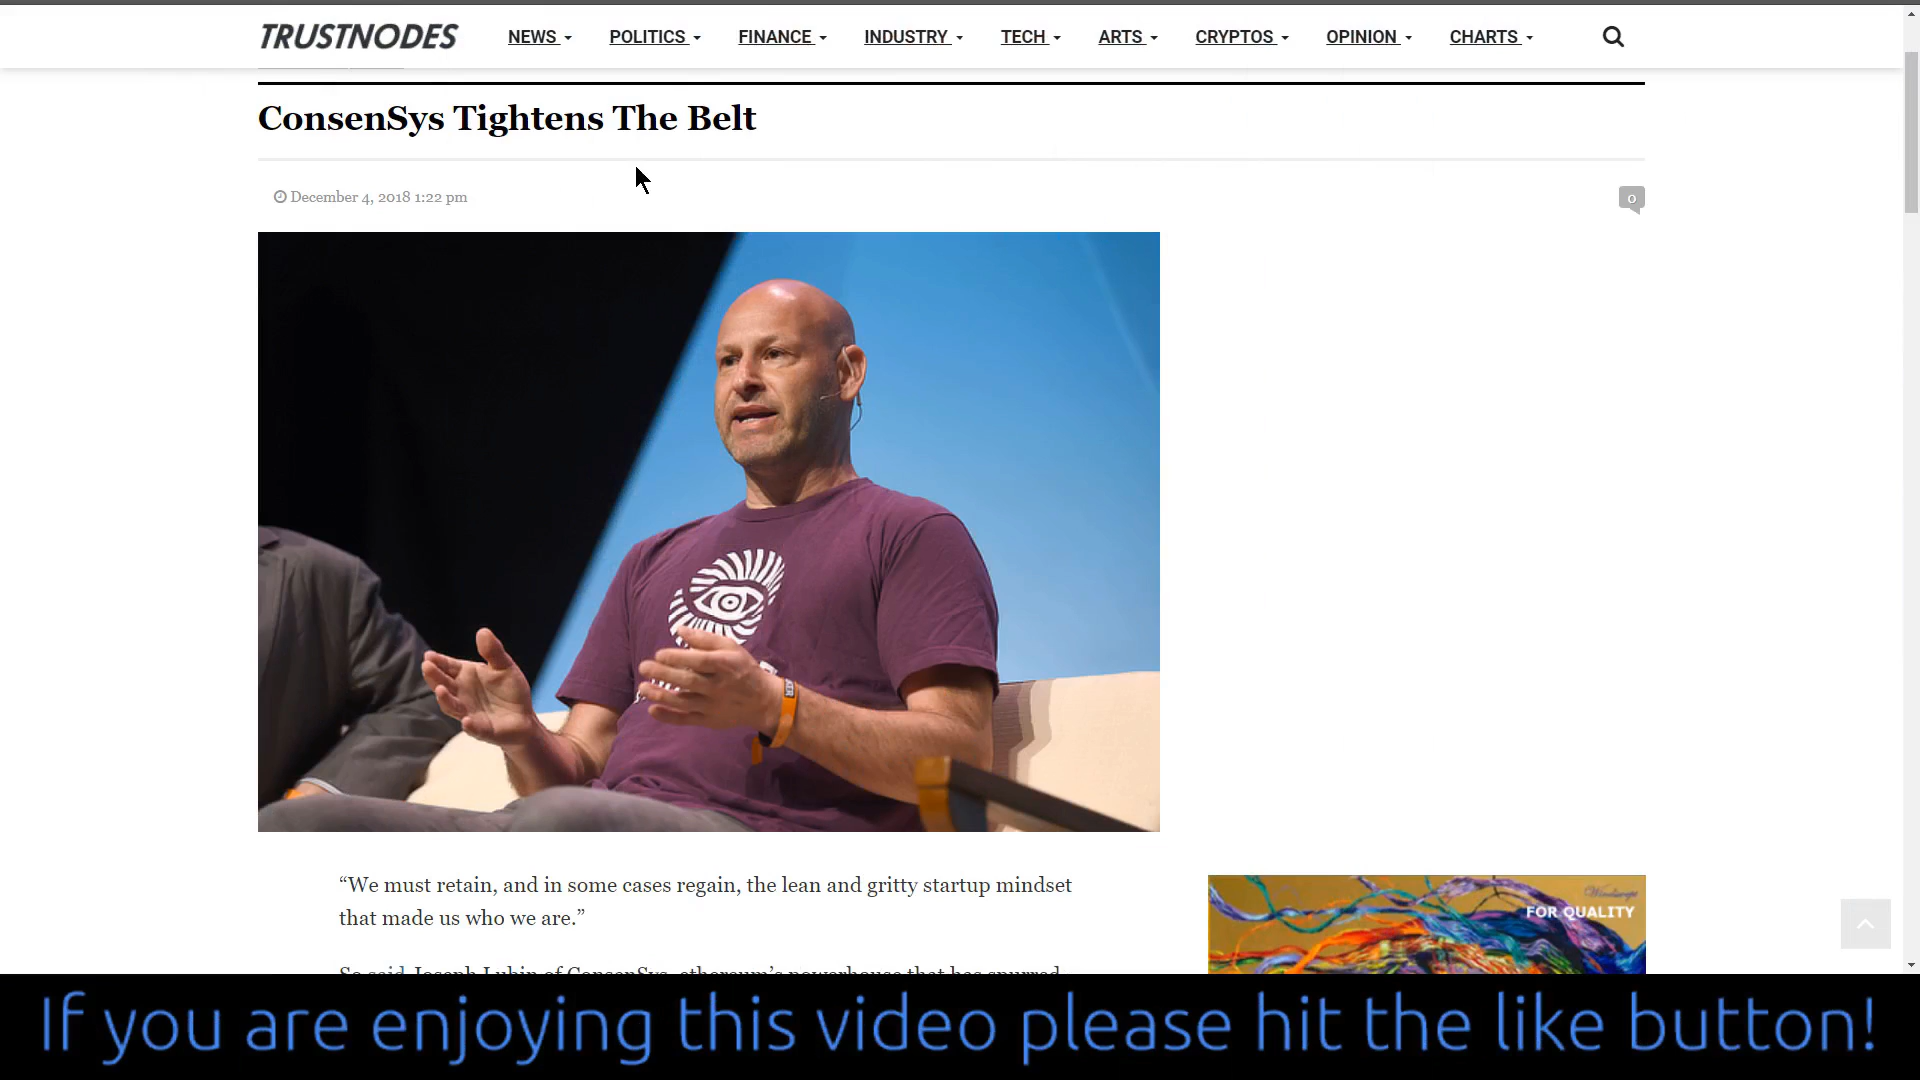 TRUSTNODES NEWS POLITICS FINANCE INDUSTRY TECH ARTS CRYPTOS OPINION CHARTS
ConsenSys Tightens The Belt
December 4, 2018 1:22 pm
0
“We must retain, and in some cases regain, the lean and gritty startup mindset
that made us who we are.”
FOR QUALITY
So said Joseph Lubin of ConsenSys, ethereum’s powerhouse that has spurred
If you are enjoying this video please hit the like button!